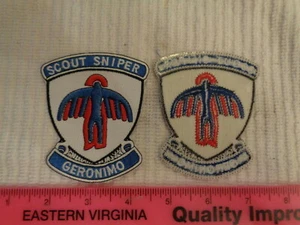 SCOUT SNIPER
GERONIMO
EASTERN VIRGINIA
Quality Impro